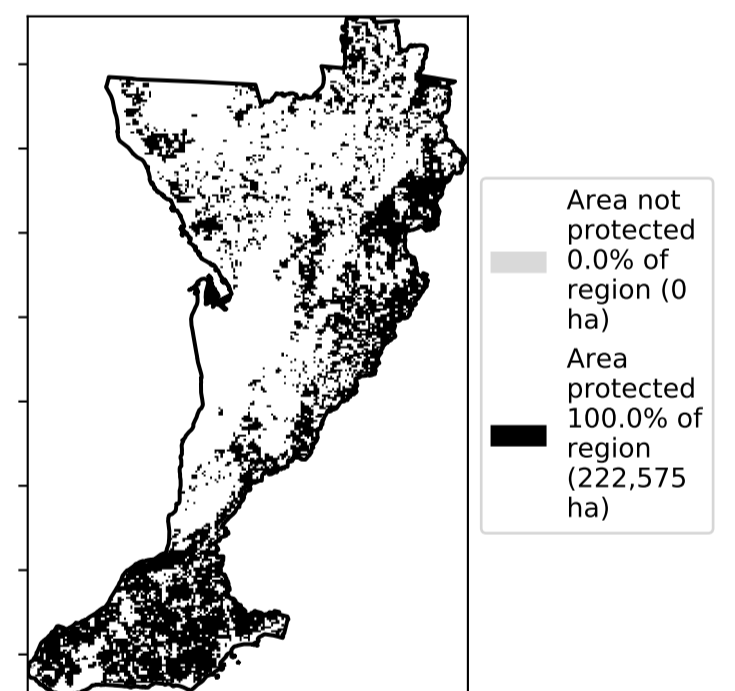 Area not
protected
0.0% of
region (0
ha)
Area
protected
100.0% of
region
(222,575
ha)